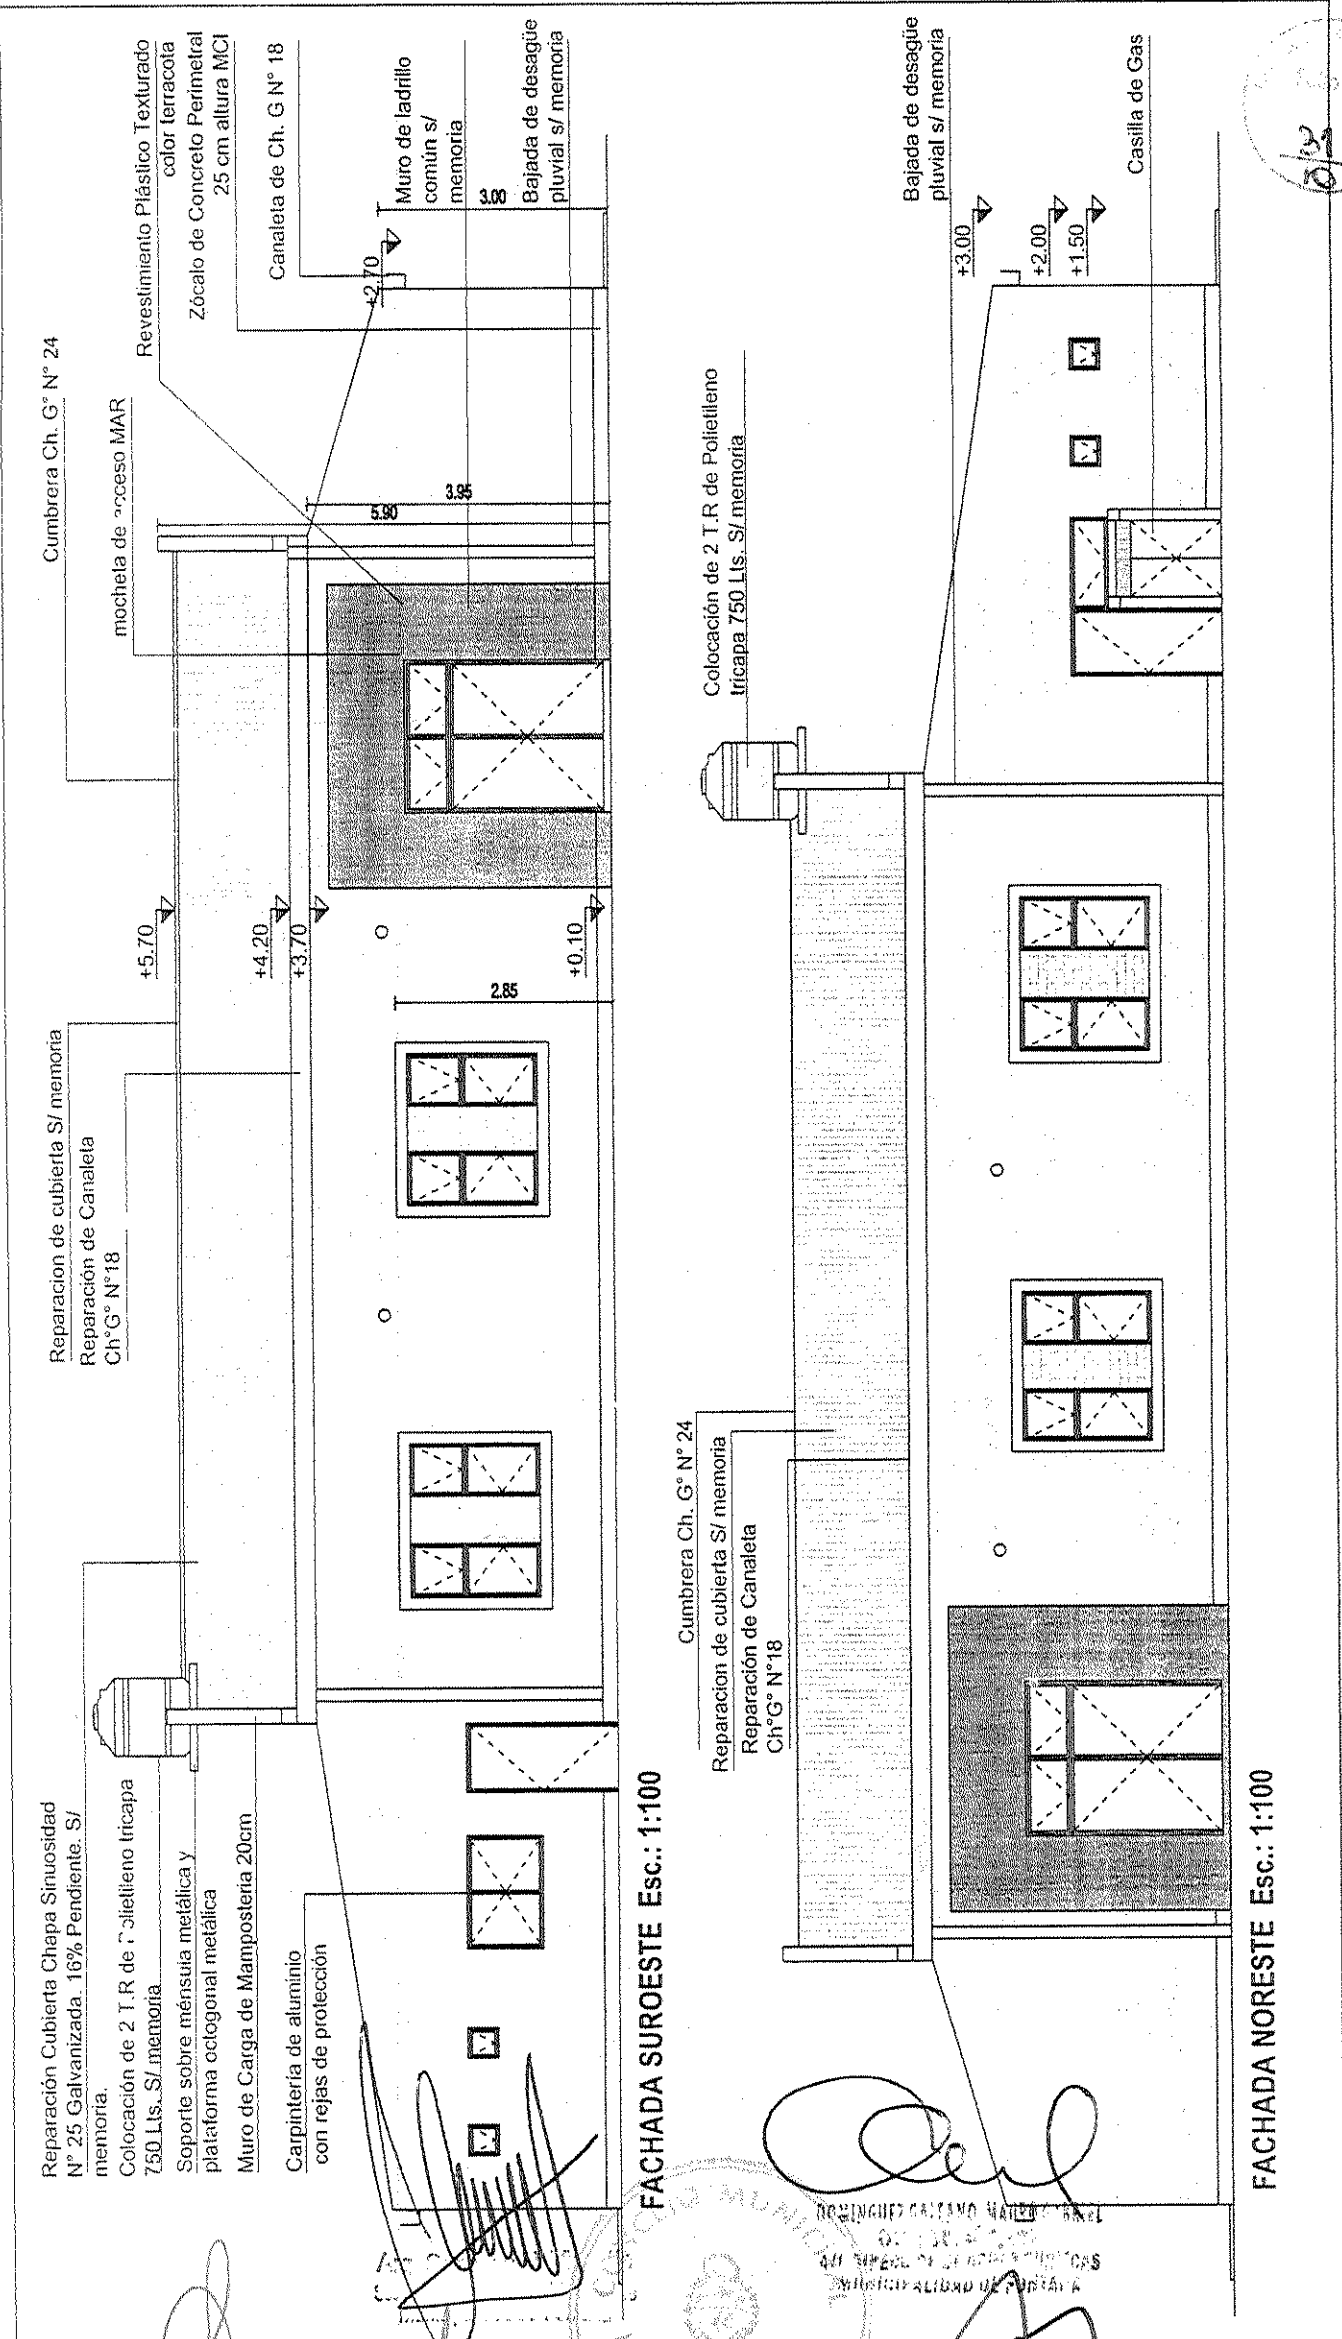 Reparación Cubierta Chapa Sinuosidad
N° 25 Galvanizada. 16% Pendiente. S/
memoria.
Colocación de 2 T.R de Polietileno tricapa
750 Lts. S/ memoria
Soporte sobre ménsula metálica y
plataforma octogonal metálica
Muro de Carga de Mampostería 20cm
Carpintería de aluminio
con rejas de protección
Reparacion de cubierta S/ memoria
Reparación de Canaleta
Ch°G° N°18
Cumbrera Ch. G° N° 24
mocheta de acceso MAR
Revestimiento Plástico Texturado
color terracota
Zócalo de Concreto Perimetral
25 cm altura MCI
Canaleta de Ch. G N° 18
Muro de ladrillo
común s/
memoria
Bajada de desagüe
pluvial s/ memoria
+5.70
+4.20
+3.70
+0.10
2.85
5.90
3.95
+2.70
3.00
FACHADA SUROESTE Esc.: 1:100
Cumbrera Ch. G° N° 24
Reparacion de cubierta S/ memoria
Reparación de Canaleta
Ch°G° N°18
Colocación de 2 T.R de Polietileno
tricapa 750 Lts. S/ memoria
Bajada de desagüe
pluvial s/ memoria
+3.00
+2.00
+1.50
Casilla de Gas
FACHADA NORESTE Esc.: 1:100
MUNICI
MUNICIPALIDAD DE